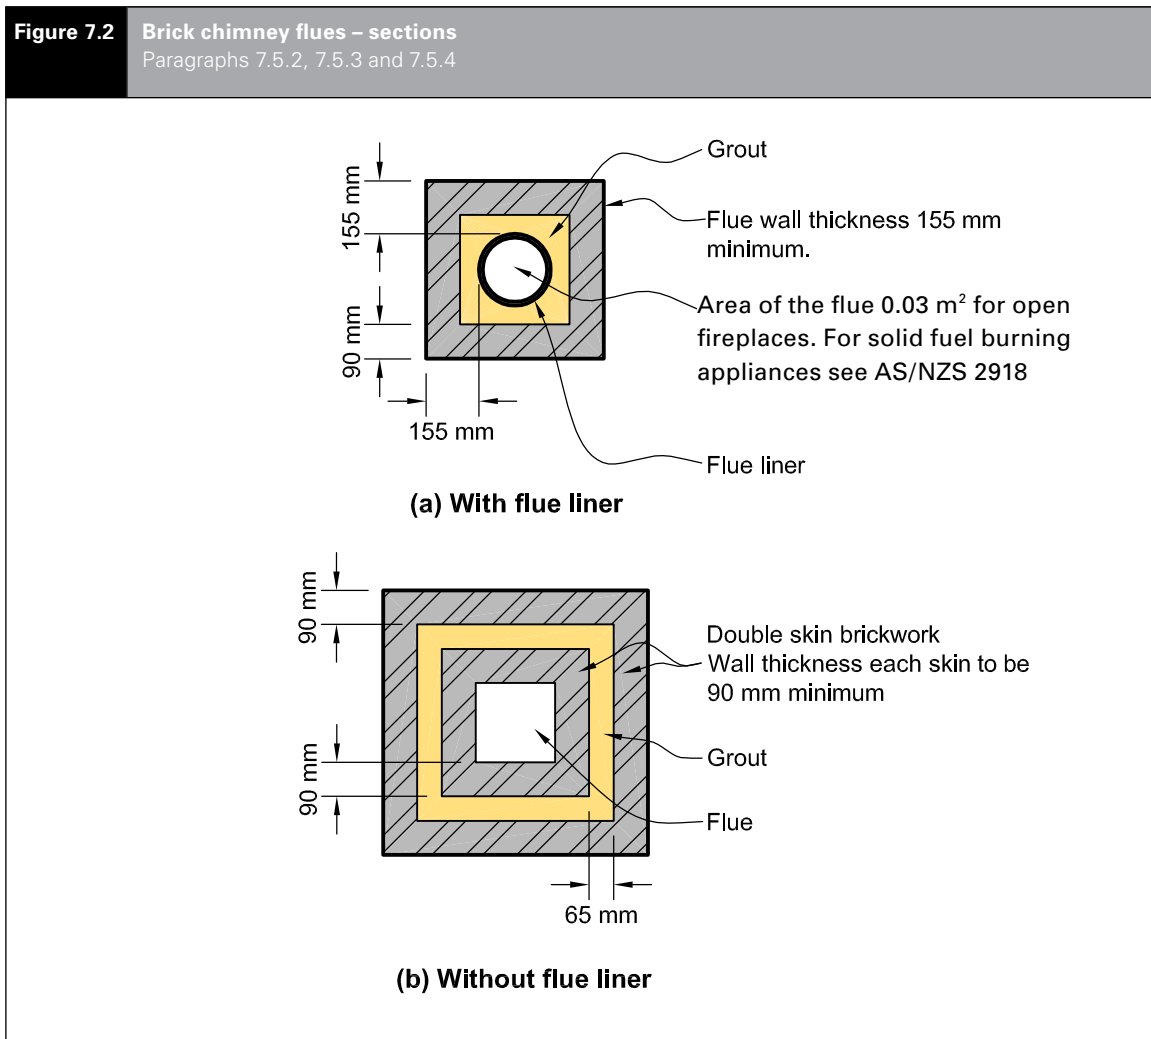 Figure 7.2
Brick chimney flues – sections
Paragraphs 7.5.2, 7.5.3 and 7.5.4
Grout
155 mm
Flue wall thickness 155 mm
minimum.
Area of the flue 0.03 m² for open
fireplaces. For solid fuel burning
appliances see AS/NZS 2918
90 mm
155 mm
Flue liner
(a) With flue liner
90 mm
Double skin brickwork
Wall thickness each skin to be
90 mm minimum
90 mm
Grout
Flue
65 mm
(b) Without flue liner